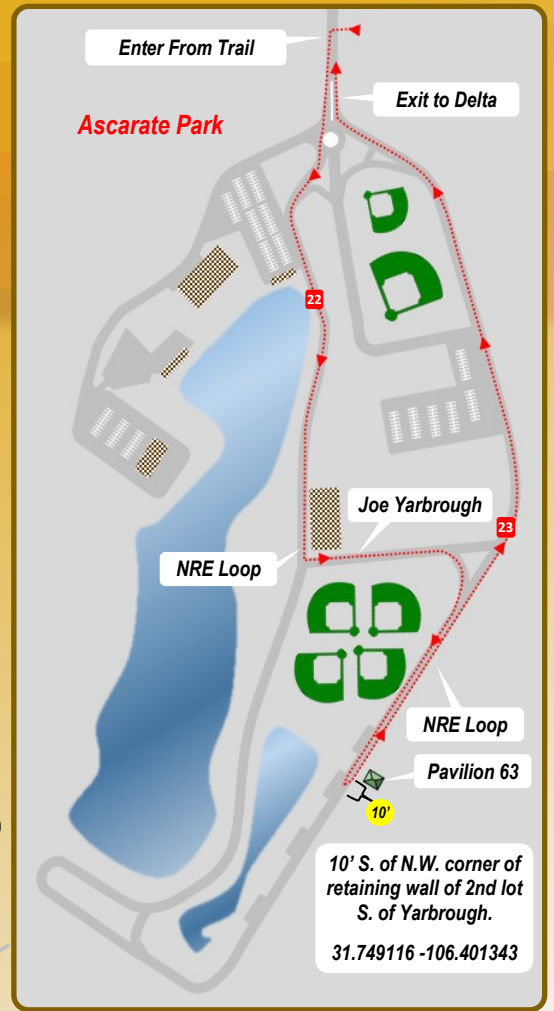 Enter From Trail
Exit to Delta
Ascarate Park
22
Joe Yarbrough
23
NRE Loop
NRE Loop
Pavilion 63
10'
10' S. of N.W. corner of
retaining wall of 2nd lot
S. of Yarbrough.
31.749116 -106.401343